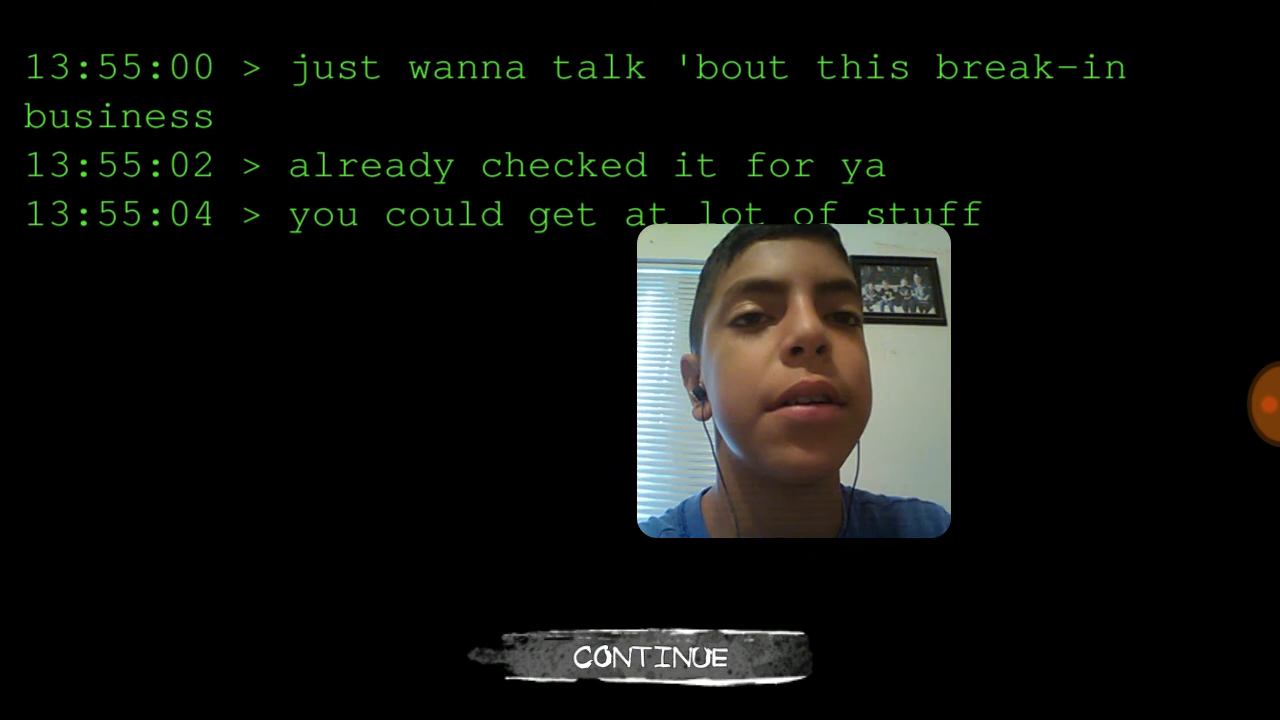 13:55:00 > just wanna talk 'bout this break-in
business
13:55:02 > already checked it for ya
13:55:04 > you could get at lot of stuff
CONTINUE